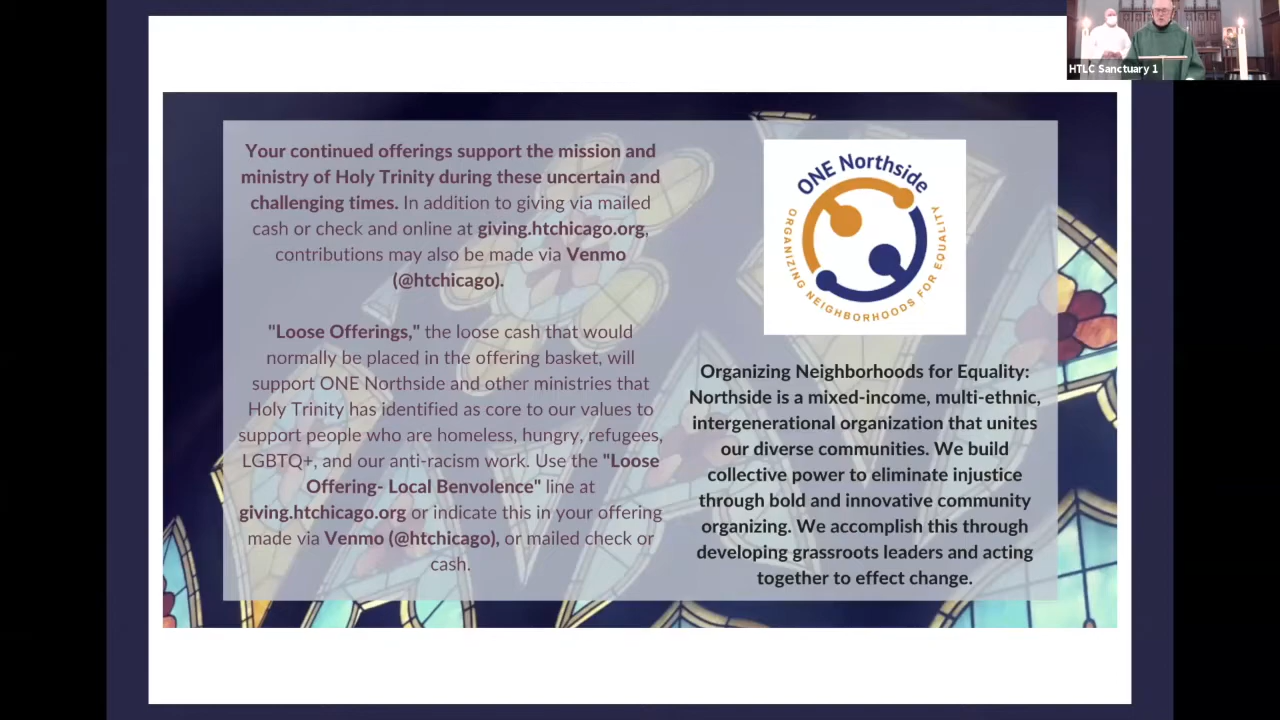 HTLC Sanctuary 1
Your continued offerings support the mission and
ministry of Holy Trinity during these uncertain and
challenging times. In addition to giving via mailed
cash or check and online at giving.htchicago.org,
contributions may also be made via Venmo
(@htchicago).
"Loose Offerings," the loose cash that would
normally be placed in the offering basket, will
support ONE Northside and other ministries that
Holy Trinity has identified as core to our values to
support people who are homeless, hungry, refugees,
LGBTQ+, and our anti-racism work. Use the "Loose
Offering- Local Benvolence" line at
giving.htchicago.org or indicate this in your offering
made via Venmo (@htchicago), or mailed check or
cash.
ONE Northside
ORGANIZING NEIGHBORHOODS FOR EQUALITY
Organizing Neighborhoods for Equality:
Northside is a mixed-income, multi-ethnic,
intergenerational organization that unites
our diverse communities. We build
collective power to eliminate injustice
through bold and innovative community
organizing. We accomplish this through
developing grassroots leaders and acting
together to effect change.